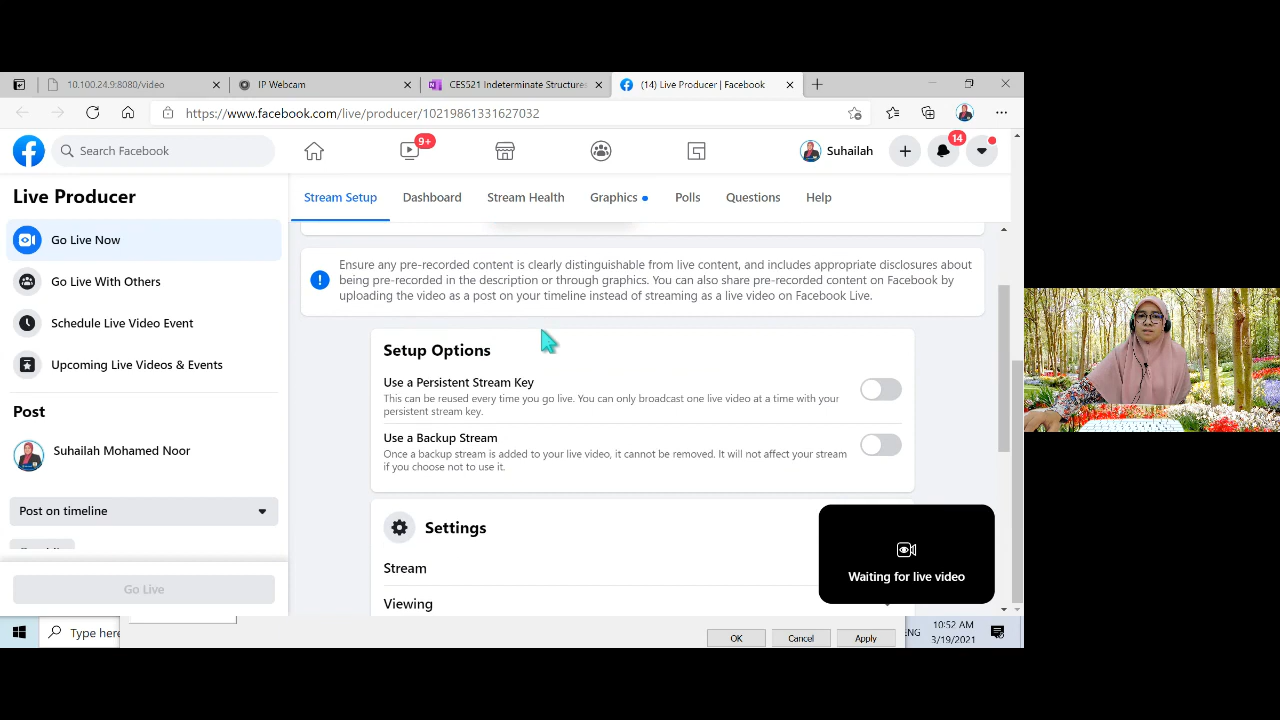 10.100.24.9:8080/video
IP Webcam
CES521 Indeterminate Structures
(14) Live Producer | Facebook
https://www.facebook.com/live/producer/10219861331627032
Search Facebook
9+
Suhailah
14
Live Producer
Go Live Now
Go Live With Others
Schedule Live Video Event
Upcoming Live Videos & Events
Post
Suhailah Mohamed Noor
Post on timeline
Go Live
Stream Setup
Dashboard
Stream Health
Graphics
Polls
Questions
Help
Ensure any pre-recorded content is clearly distinguishable from live content, and includes appropriate disclosures about
being pre-recorded in the description or through graphics. You can also share pre-recorded content on Facebook by
uploading the video as a post on your timeline instead of streaming as a live video on Facebook Live.
Setup Options
Use a Persistent Stream Key
This can be reused every time you go live. You can only broadcast one live video at a time with your
persistent stream key.
Use a Backup Stream
Once a backup stream is added to your live video, it cannot be removed. It will not affect your stream
if you choose not to use it.
Settings
Stream
Viewing
Waiting for live video
Type here
OK
Cancel
Apply
ENG
10:52 AM
3/19/2021